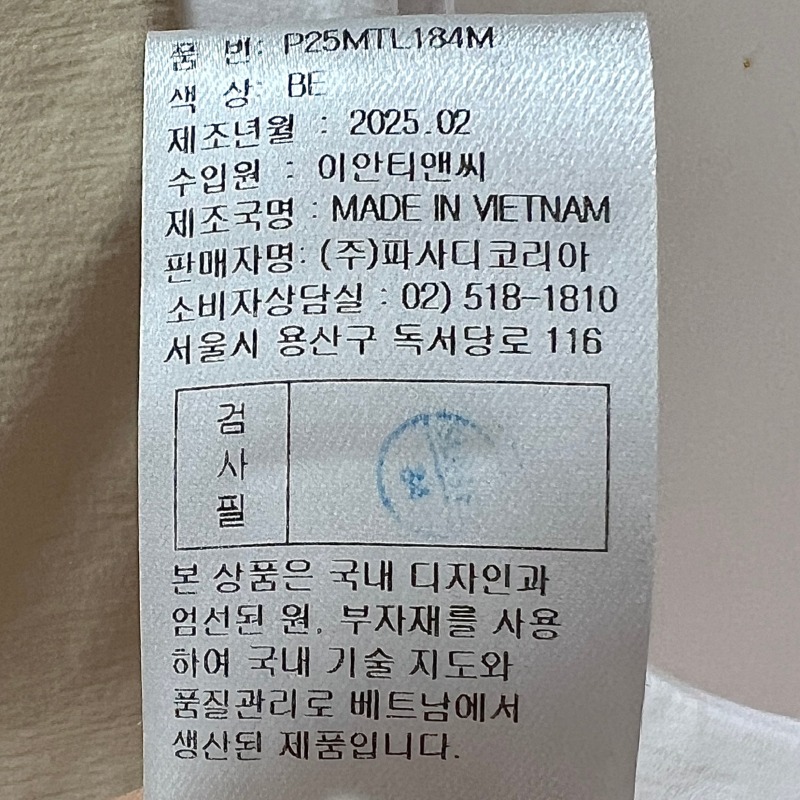 품 번: P25MTL184M
색 상: BE
제조년월 : 2025.02
수입원 : 이안티앤씨
제조국명 : MADE IN VIETNAM
판매자명: (주)파사디코리아
소비자상담실 : 02) 518-1810
서울시 용산구 독서당로 116
검
사
필
본 상품은 국내 디자인과
엄선된 원, 부자재를 사용
하여 국내 기술 지도와
품질관리로 베트남에서
생산된 제품입니다.